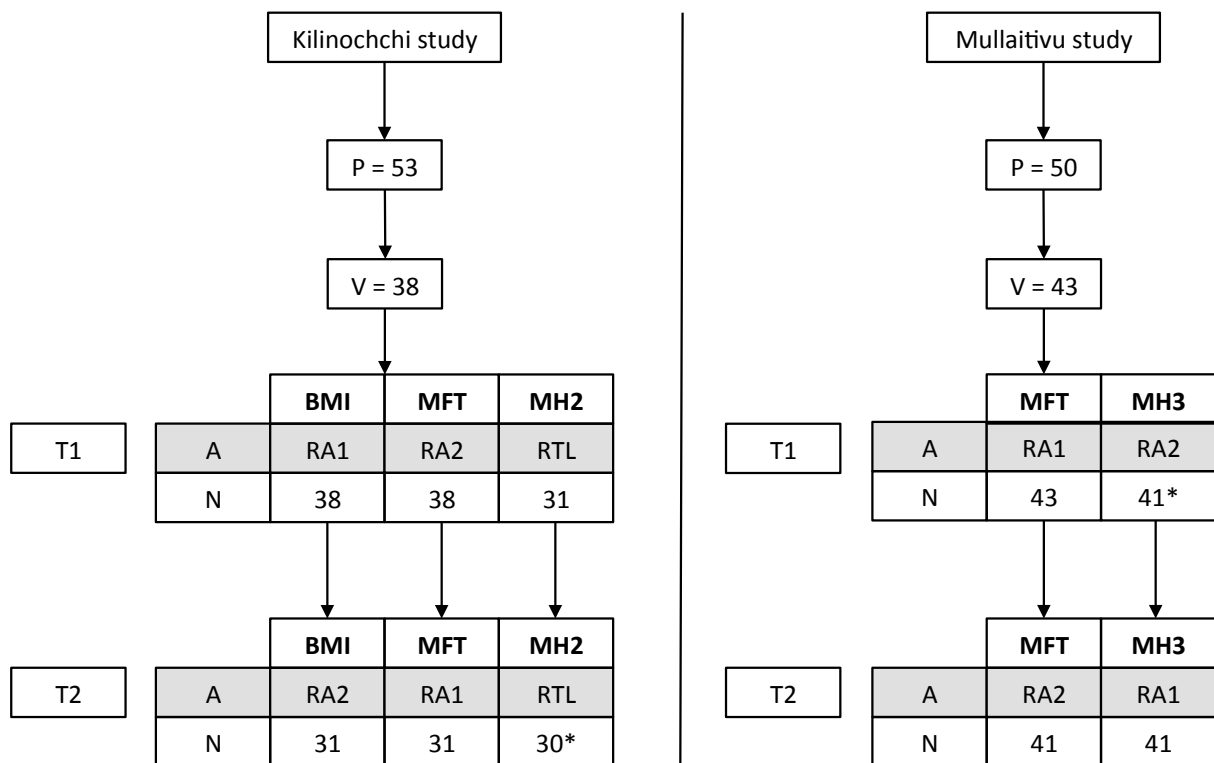 Kilinochchi study
P = 53
V = 38
BMI MFT MH2
T1 A RA1 RA2 RTL
N 38 38 31
BMI MFT MH2
T2 A RA2 RA1 RTL
N 31 31 30*
Mullaitivu study
P = 50
V = 43
MFT MH3
T1 A RA1 RA2
N 43 41*
MFT MH3
T2 A RA2 RA1
N 41 41